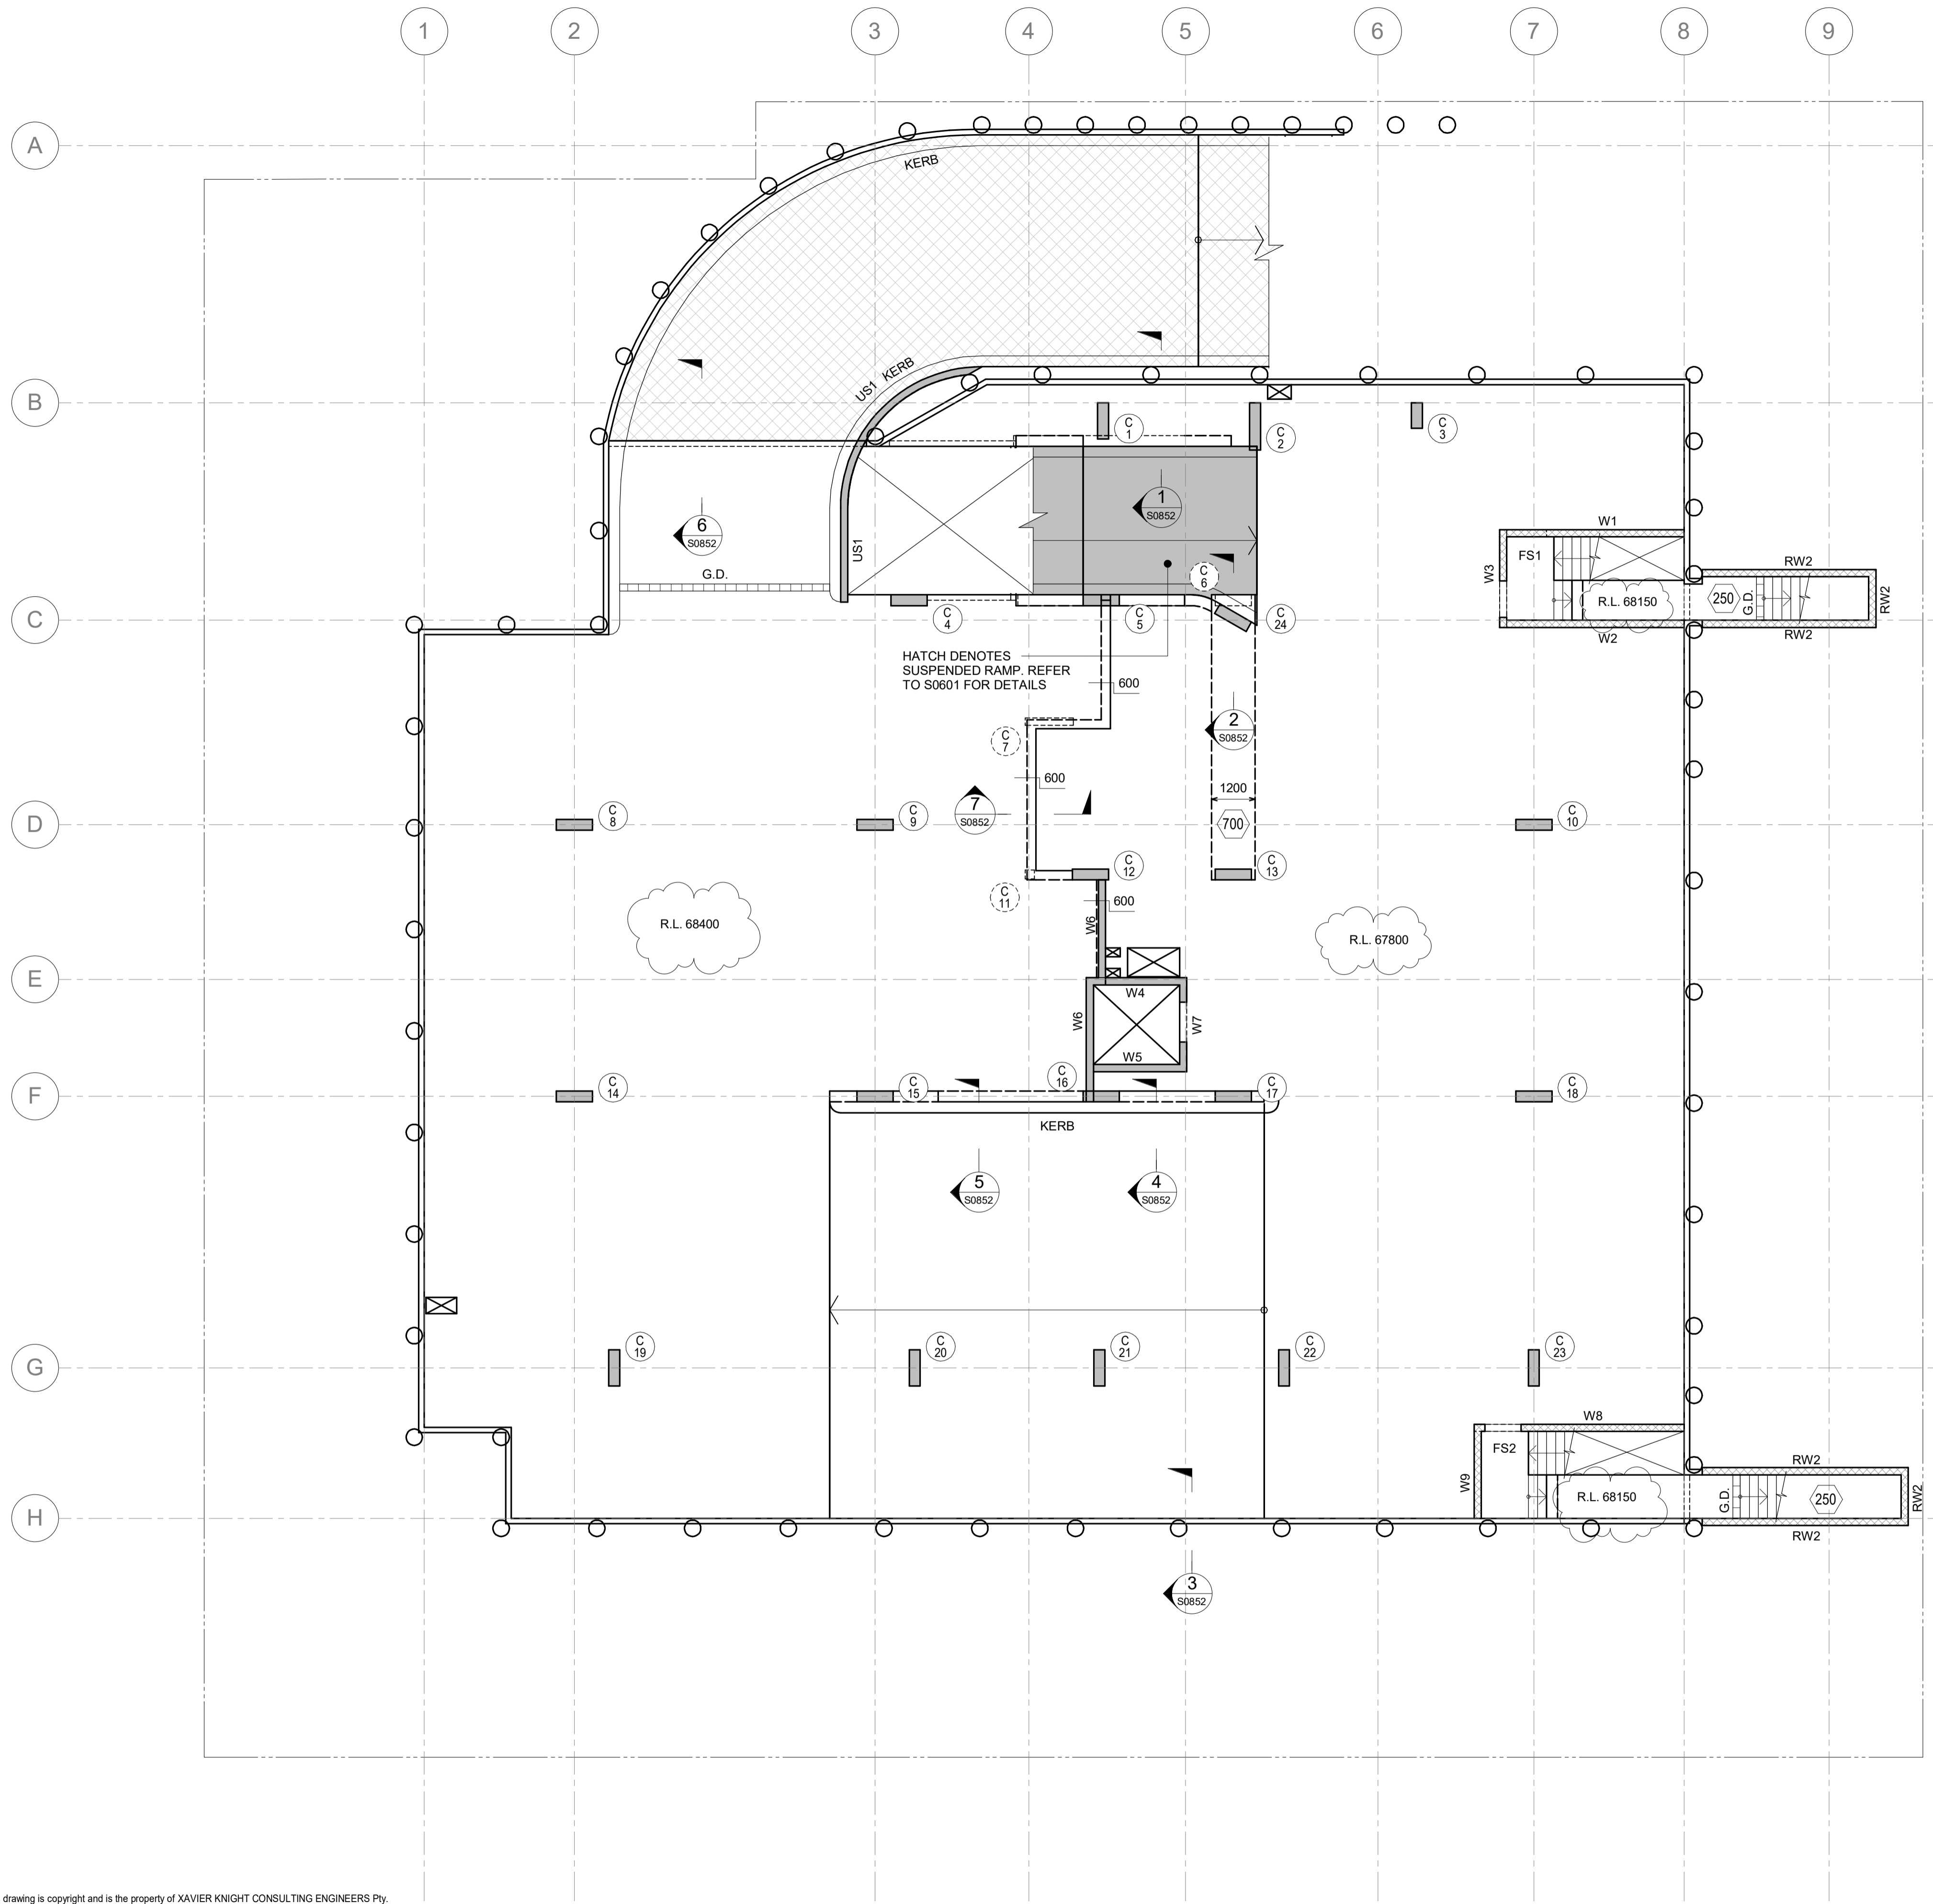 1
2
3
4
5
6
7
8
9
A
KERB
US1 KERB
B
C
1
C
2
C
3
1
S0852
6
S0852
US1
W1
FS1
W3
RW2
C
6
G.D.
R.L. 68150
250
G.D.
RW2
C
C
4
C
5
C
24
W2
RW2
HATCH DENOTES
SUSPENDED RAMP. REFER
TO S0601 FOR DETAILS
600
2
S0852
C
7
600
1200
7
S0852
D
C
8
C
9
700
C
10
C
12
C
13
C
11
600
W6
R.L. 68400
R.L. 67800
E
W4
W6
W7
W5
F
C
14
C
15
C
16
C
17
C
18
KERB
5
S0852
4
S0852
G
C
19
C
20
C
21
C
22
C
23
W8
FS2
W9
RW2
R.L. 68150
G.D.
250
RW2
H
RW2
3
S0852
drawing is copyright and is the property of XAVIER KNIGHT CONSULTING ENGINEERS Pty.